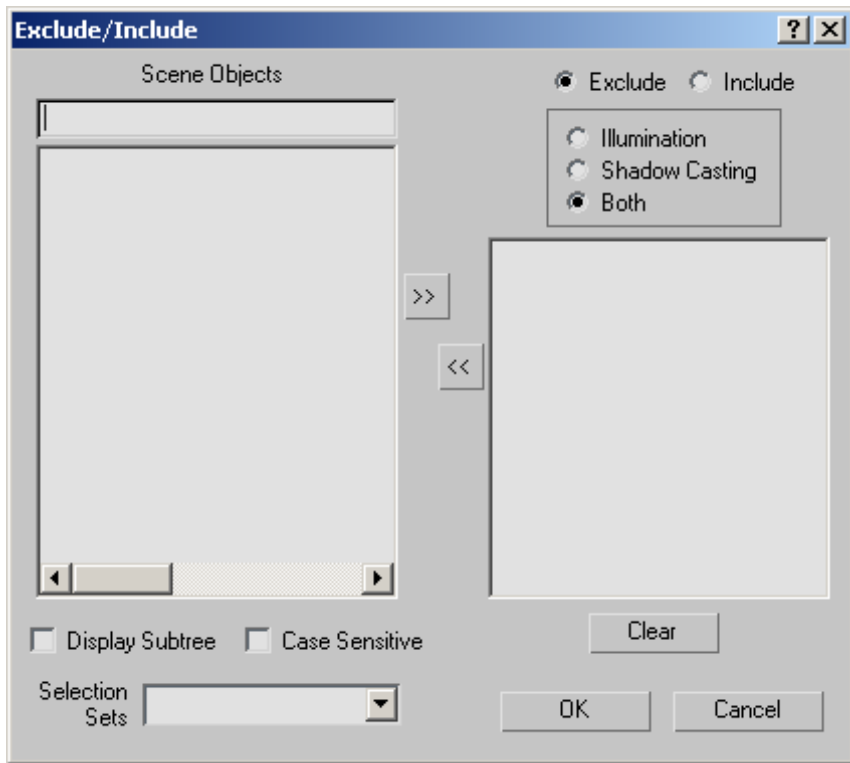 Exclude/Include
Scene Objects
Exclude Include
Illumination
Shadow Casting
Both
>>
<<
Display Subtree Case Sensitive
Clear
Selection
Sets
OK Cancel